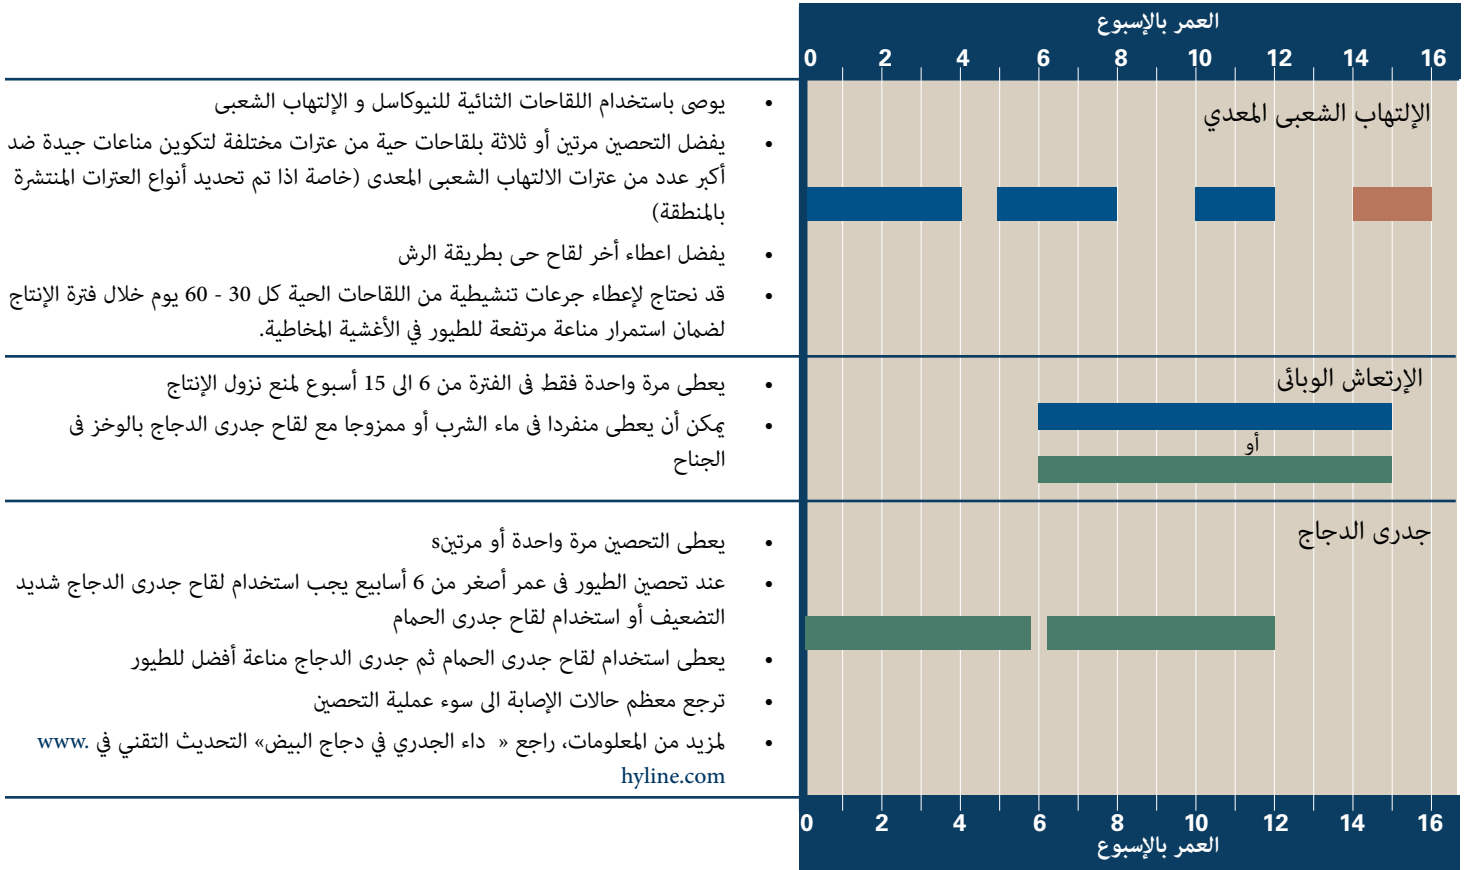 العمر بالإسبوع
0 2 4 6 8 10 12 14 16
الإلتهاب الشعبى المعدي
• يوصى باستخدام اللقاحات الثنائية للنيوكاسل و الإلتهاب الشعبى
• يفضل التحصين مرتين أو ثلاثة بلقاحات حية من عترات مختلفة لتكوين مناعات جيدة ضد
أكبر عدد من عترات الالتهاب الشعبى المعدى (خاصة اذا تم تحديد أنواع العترات المنتشرة
بالمنطقة)
• يفضل اعطاء أخر لقاح حى بطريقة الرش
• قد نحتاج لإعطاء جرعات تنشيطية من اللقاحات الحية كل 30 - 60 يوم خلال فترة الإنتاج
لضمان استمرار مناعة مرتفعة للطيور في الأغشية المخاطية.
الإرتعاش الوبائى
أو
• يعطى مرة واحدة فقط فى الفترة من 6 الى 15 أسبوع لمنع نزول الإنتاج
• يمكن أن يعطى منفردا فى ماء الشرب أو ممزوجا مع لقاح جدرى الدجاج بالوخز فى
الجناح
جدرى الدجاج
• يعطى التحصين مرة واحدة أو مرتينs
• عند تحصين الطيور فى عمر أصغر من 6 أسابيع يجب استخدام لقاح جدرى الدجاج شديد
التضعيف أو استخدام لقاح جدرى الحمام
• يعطى استخدام لقاح جدرى الحمام ثم جدرى الدجاج مناعة أفضل للطيور
• ترجع معظم حالات الإصابة الى سوء عملية التحصين
• لمزيد من المعلومات، راجع « داء الجدري في دجاج البيض» التحديث التقني في www.
hyline.com
0 2 4 6 8 10 12 14 16
العمر بالإسبوع